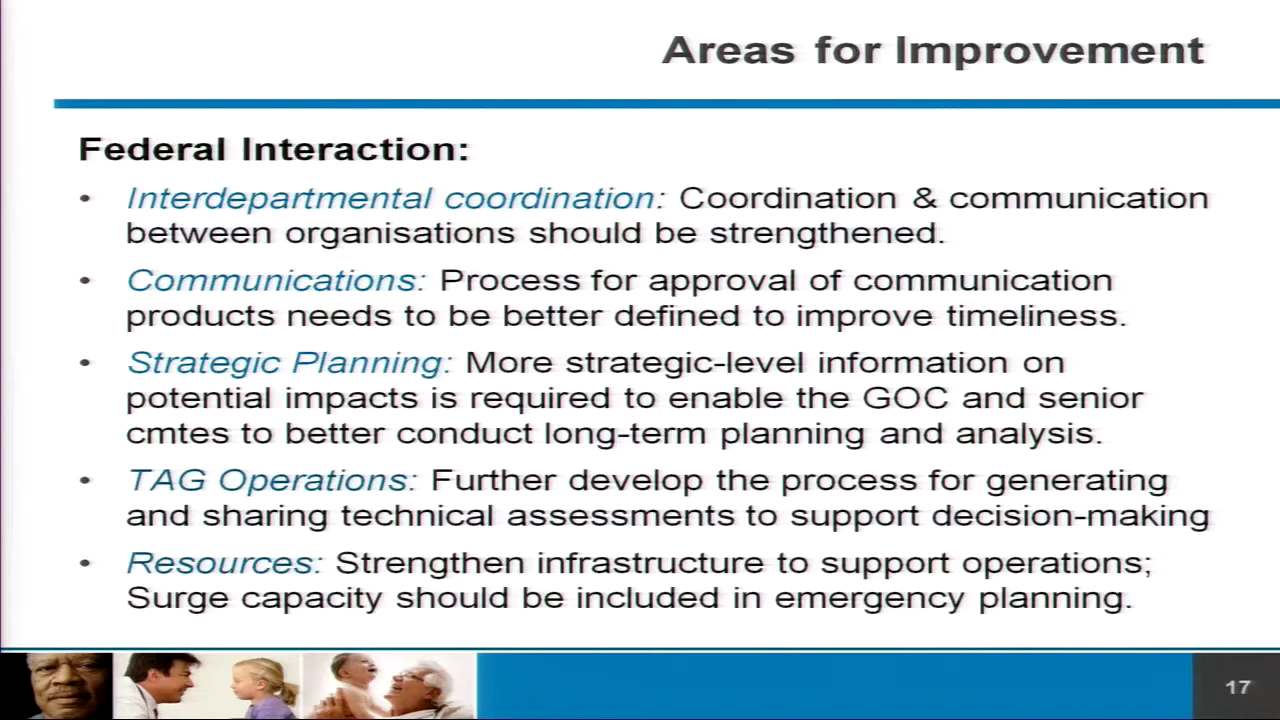 Areas for Improvement
Federal Interaction:
• Interdepartmental coordination: Coordination & communication
between organisations should be strengthened.
• Communications: Process for approval of communication
products needs to be better defined to improve timeliness.
• Strategic Planning: More strategic-level information on
potential impacts is required to enable the GOC and senior
cmtes to better conduct long-term planning and analysis.
• TAG Operations: Further develop the process for generating
and sharing technical assessments to support decision-making
• Resources: Strengthen infrastructure to support operations;
Surge capacity should be included in emergency planning.
17